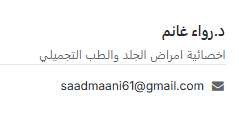 د.رواء غانم
اخصائية امراض الجلد والطب التجميلي
saadmaani61@gmail.com